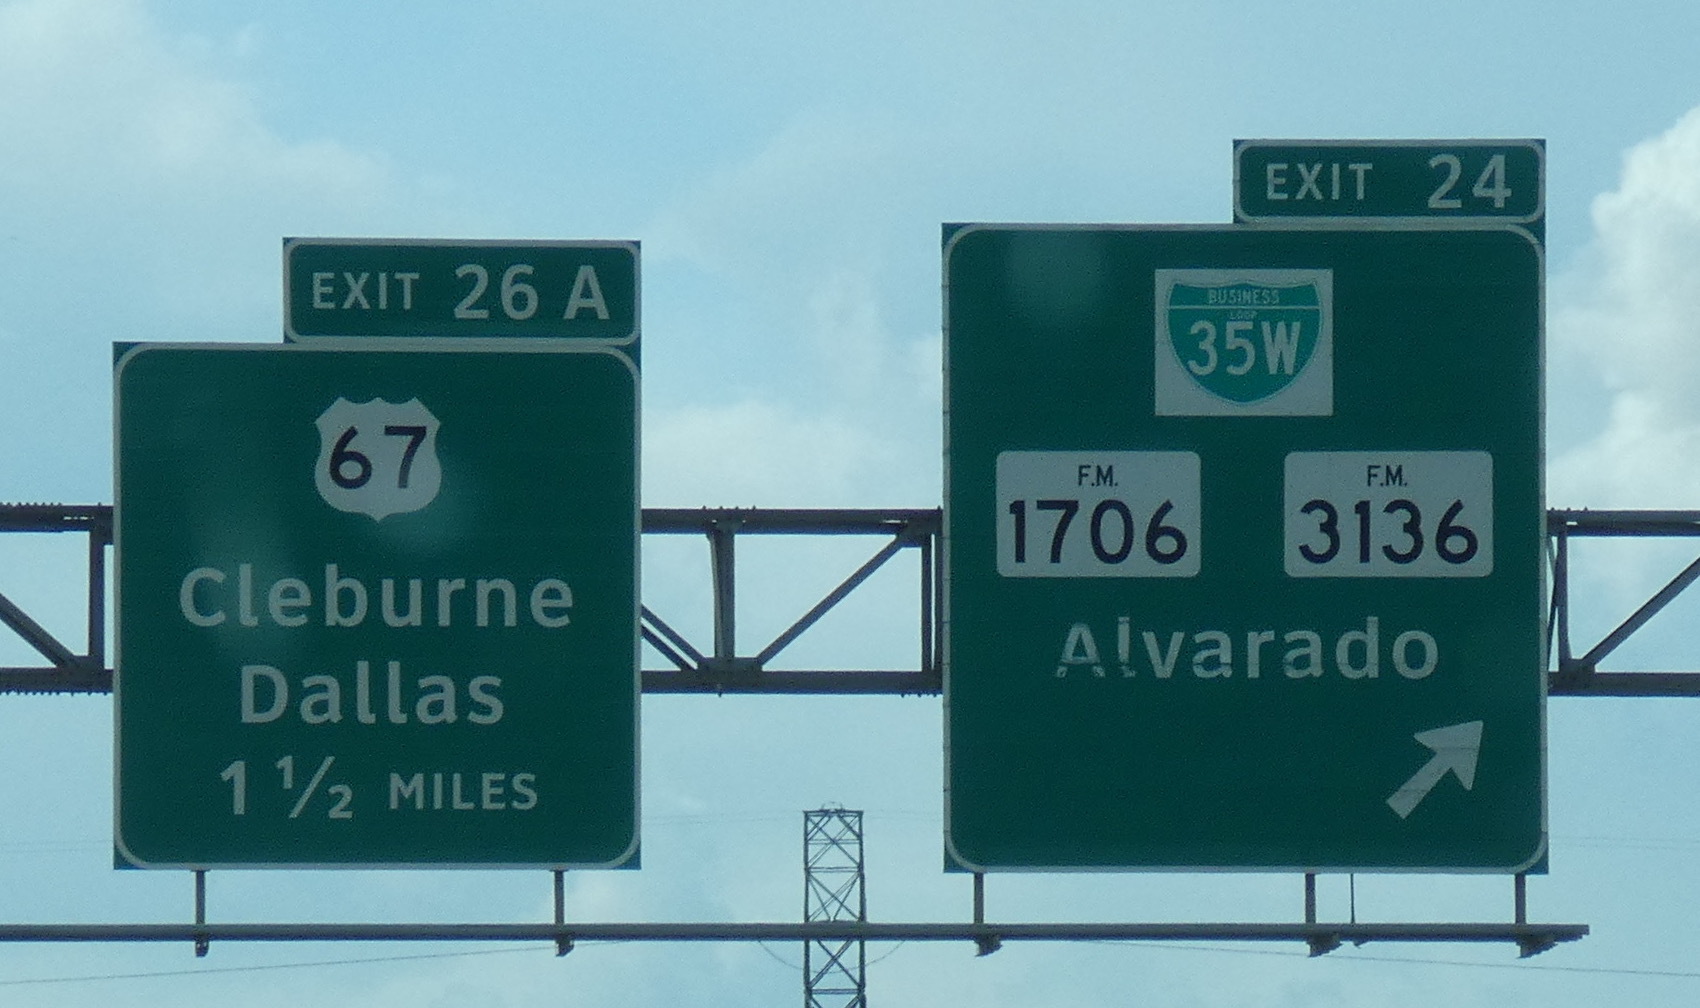 EXIT 26 A
67
Cleburne
Dallas
1 1/2 MILES
EXIT 24
BUSINESS
LOOP
35W
F.M.
1706
F.M.
3136
Alvarado